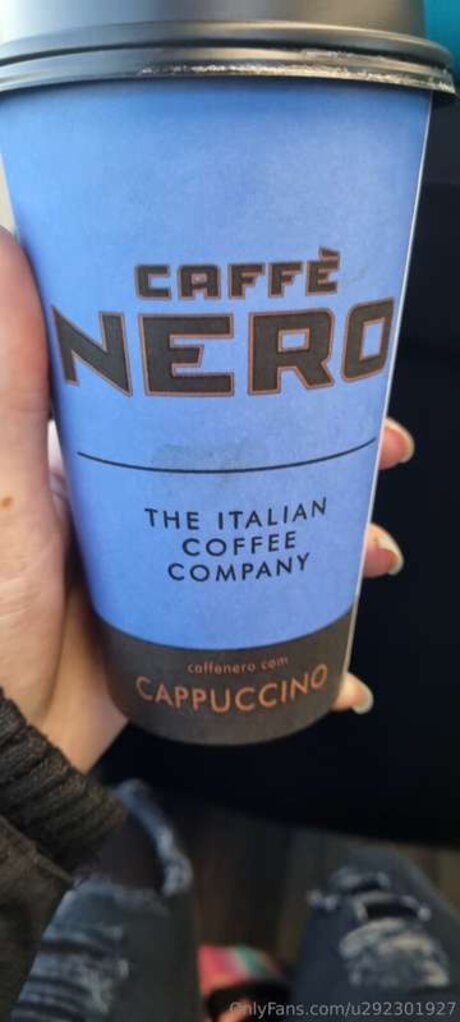 CAFFÈ
NERO
THE ITALIAN
COFFEE
COMPANY
caffenero.com
CAPPUCCINO
OnlyFans.com/u292301927